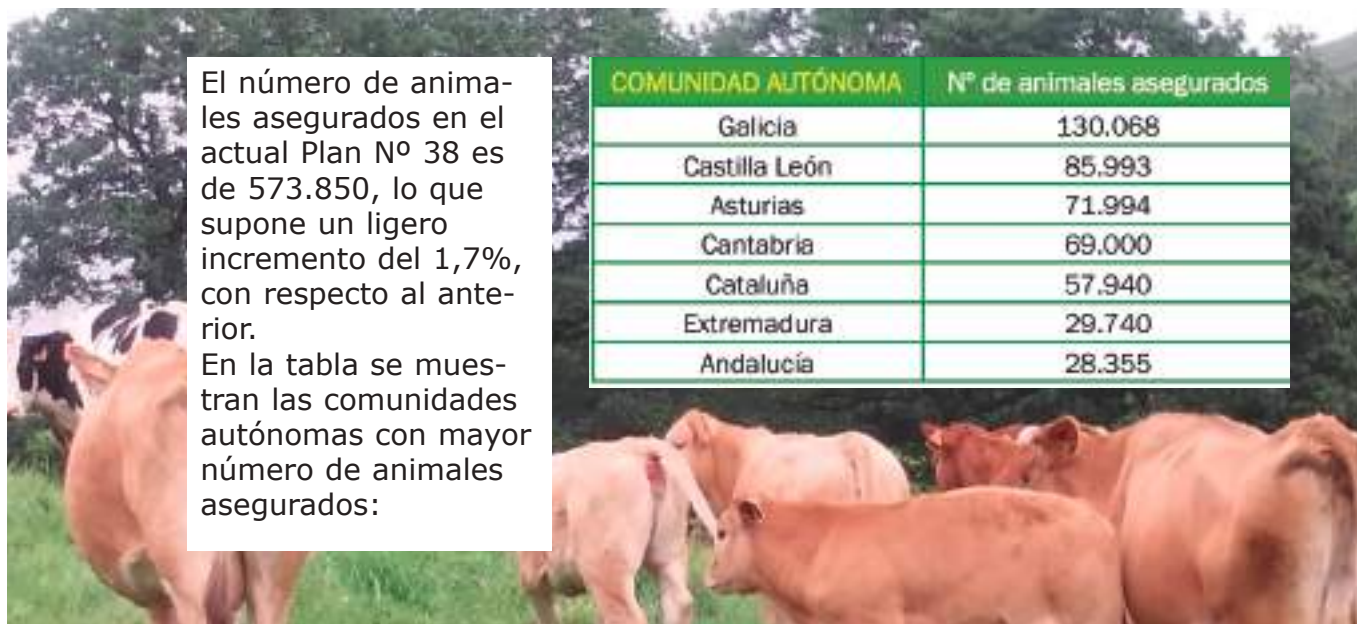 El número de anima-
les asegurados en el
actual Plan Nº 38 es
de 573.850, lo que
supone un ligero
incremento del 1,7%,
con respecto al ante-
rior.
En la tabla se mues-
tran las comunidades
autónomas con mayor
número de animales
asegurados:
COMUNIDAD AUTÓNOMA Nº de animales asegurados
Galicia 130.068
Castilla León 85.993
Asturias 71.994
Cantabria 69.000
Cataluña 57.940
Extremadura 29.740
Andalucía 28.355